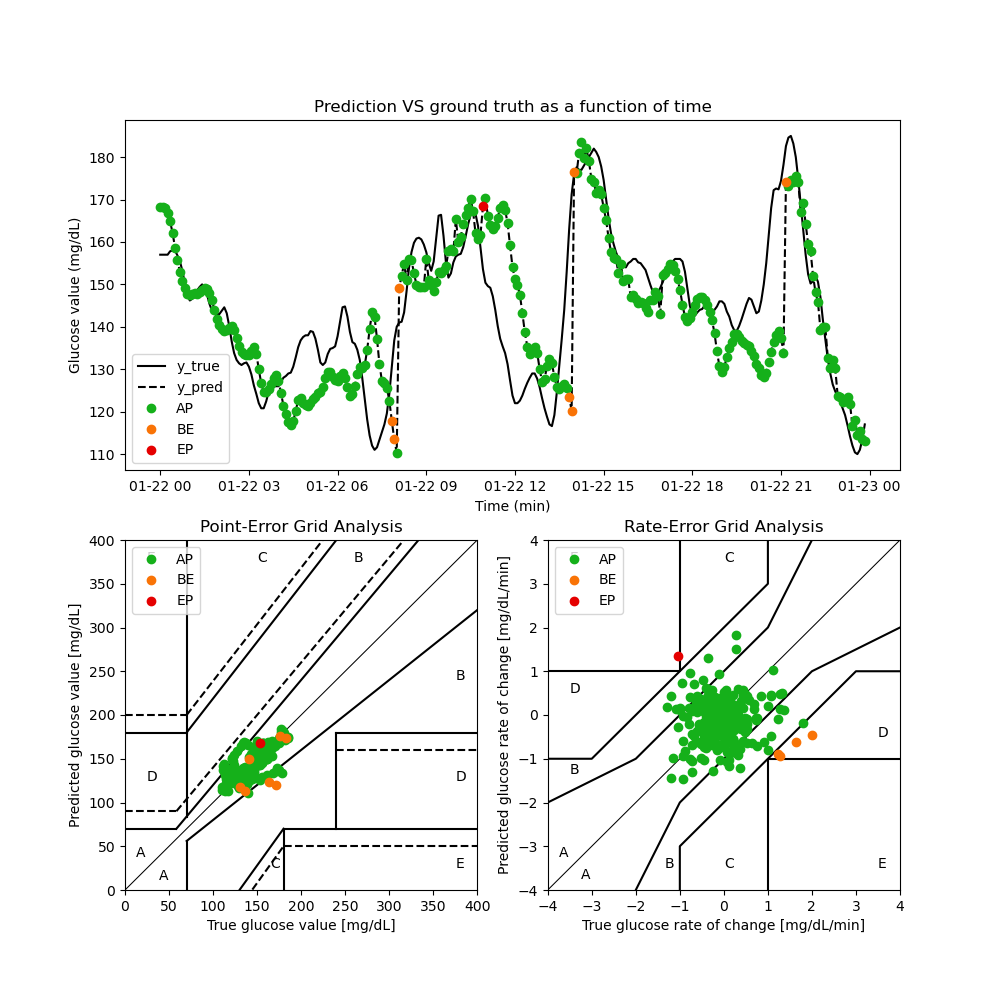 Prediction VS ground truth as a function of time
Glucose value (mg/dL)
180
170
160
150
140
130
120
110
y_true
y_pred
AP
BE
EP
01-22 00 01-22 03 01-22 06 01-22 09 01-22 12 01-22 15 01-22 18 01-22 21 01-23 00
Time (min)
Point-Error Grid Analysis
Predicted glucose value [mg/dL]
400
350
300
250
200
150
100
50
0
AP
BE
EP
C
B
B
D
D
A
A
C
E
0 50 100 150 200 250 300 350 400
True glucose value [mg/dL]
Rate-Error Grid Analysis
Predicted glucose rate of change [mg/dL/min]
4
3
2
1
0
−1
−2
−3
−4
AP
BE
EP
C
D
D
B
A
A
B
C
E
−4 −3 −2 −1 0 1 2 3 4
True glucose rate of change [mg/dL/min]